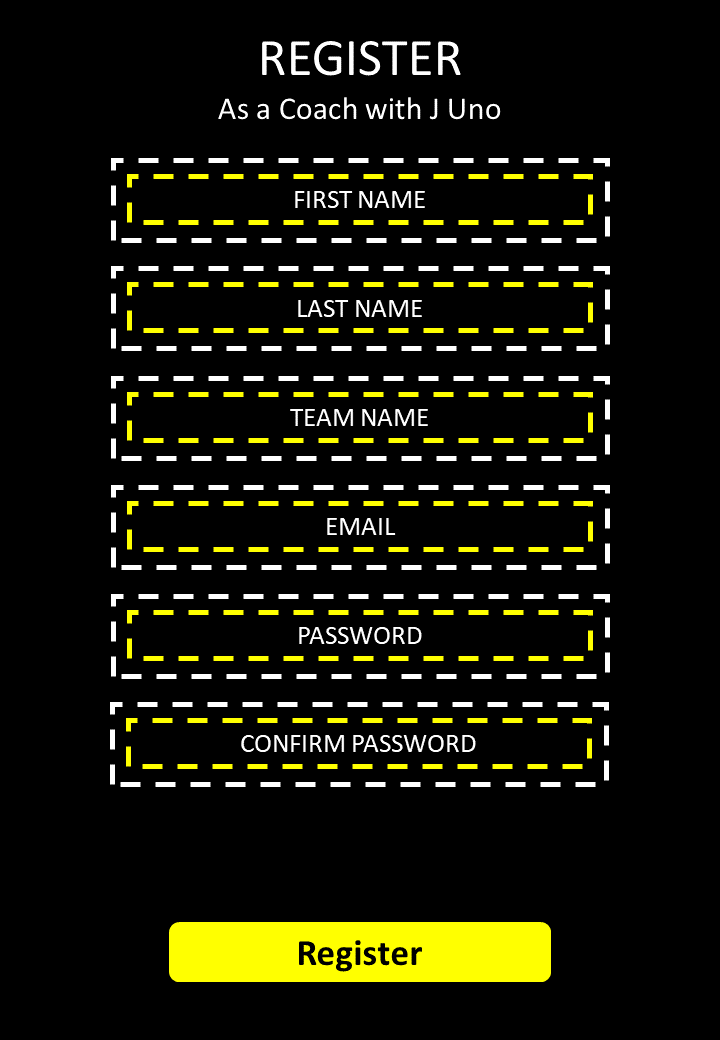 REGISTER
As a Coach with J Uno
FIRST NAME
LAST NAME
TEAM NAME
EMAIL
PASSWORD
CONFIRM PASSWORD
Register